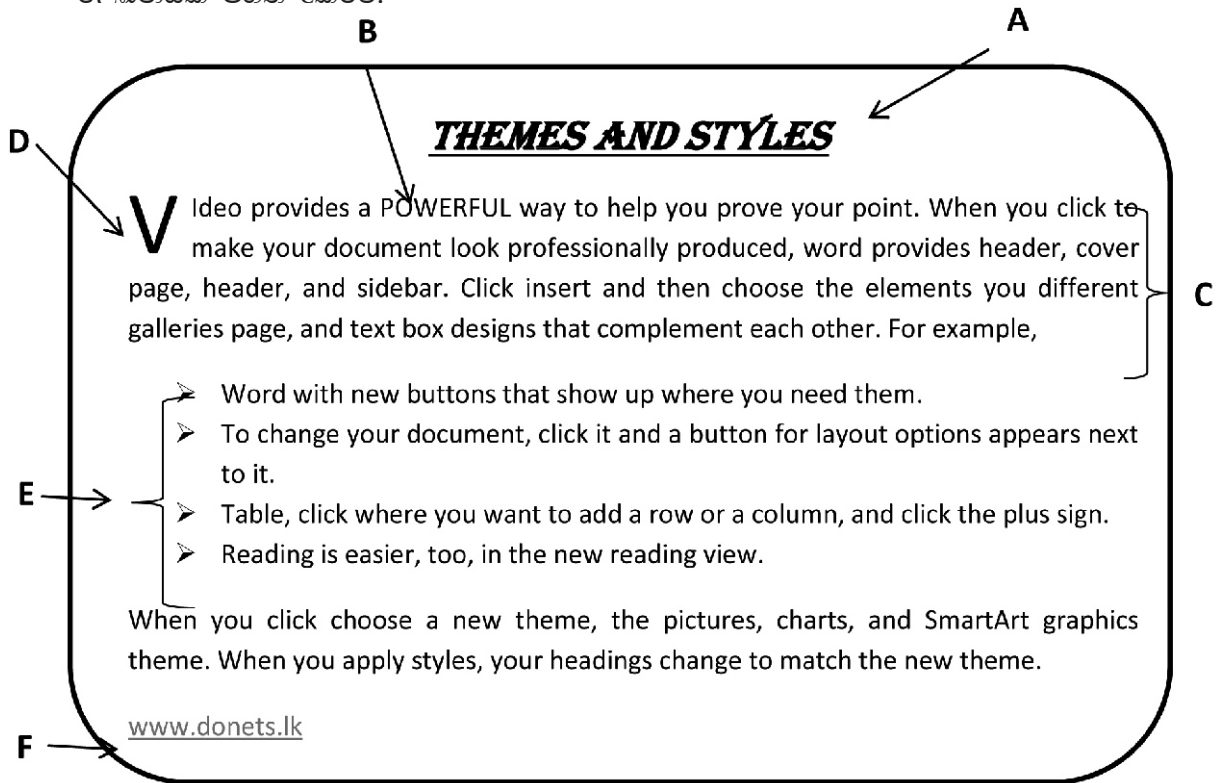 B
A
THEMES AND STYLES
D
V Ideo provides a POWERFUL way to help you prove your point. When you click to
make your document look professionally produced, word provides header, cover
page, header, and sidebar. Click insert and then choose the elements you different
C
galleries page, and text box designs that complement each other. For example,
➢ Word with new buttons that show up where you need them.
➢ To change your document, click it and a button for layout options appears next
to it.
E
➢ Table, click where you want to add a row or a column, and click the plus sign.
➢ Reading is easier, too, in the new reading view.
When you click choose a new theme, the pictures, charts, and SmartArt graphics
theme. When you apply styles, your headings change to match the new theme.
www.donets.lk
F